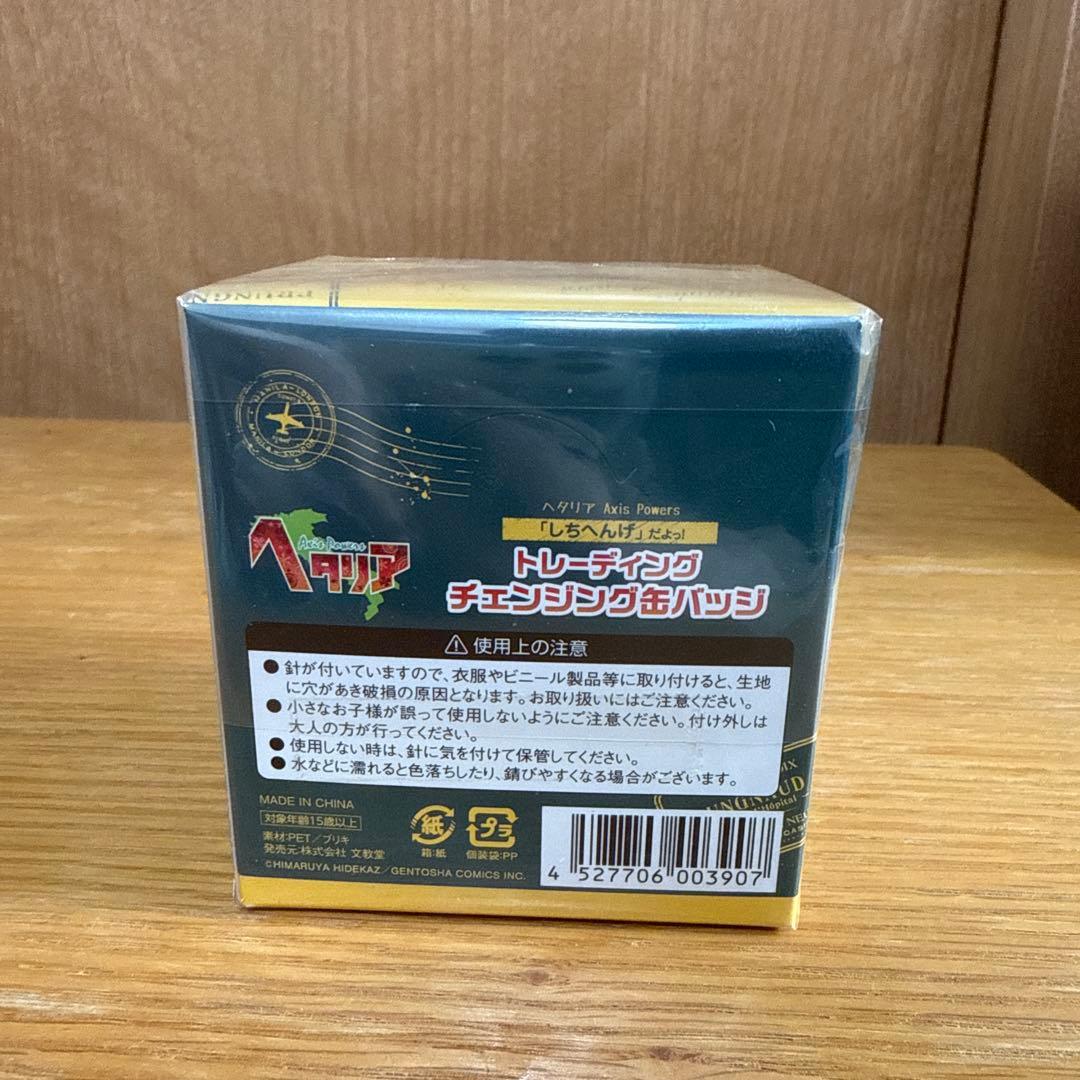 MANILA-LONDON
ヘタリア Axis Powers
「しちへんげ」だよっ!
Axis Powers
ヘタリア
トレーディング
チェンジング缶バッジ
⚠ 使用上の注意
● 針が付いていますので、衣服やビニール製品等に取り付けると、生地
に穴があき破損の原因となります。お取り扱いにはご注意ください。
● 小さなお子様が誤って使用しないようにご注意ください。付け外しは
大人の方が行ってください。
● 使用しない時は、針に気を付けて保管してください。
● 水などに濡れると色落ちしたり、錆びやすくなる場合がございます。
MADE IN CHINA
対象年齢15歳以上
素材:PET/ブリキ
発売元:株式会社 文教堂
©HIMARUYA HIDEKAZ/GENTOSHA COMICS INC.
紙
箱:紙
プラ
個装袋:PP
4 527706 003907